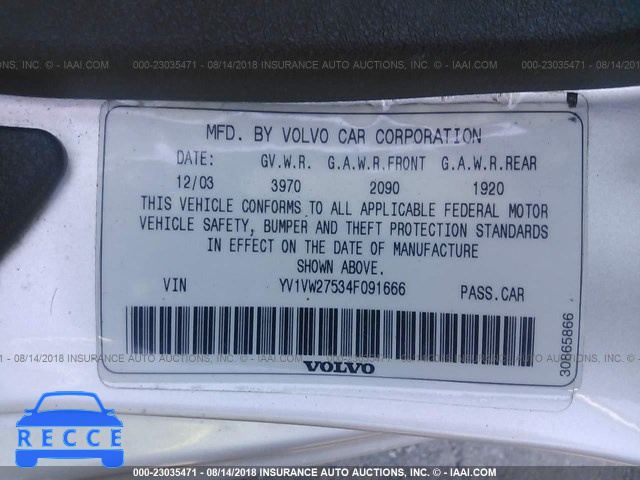 000-23035471 - 08/14/2018 INSURANCE AUTO AUCTIONS, INC. © - IAAI.COM
MFD. BY VOLVO CAR CORPORATION
DATE: GV.W.R. G.A.W.R.FRONT G.A.W.R.REAR
12/03 3970 2090 1920
THIS VEHICLE CONFORMS TO ALL APPLICABLE FEDERAL MOTOR
VEHICLE SAFETY, BUMPER AND THEFT PROTECTION STANDARDS
IN EFFECT ON THE DATE OF MANUFACTURE
SHOWN ABOVE.
VIN YV1VW27534F091666 PASS.CAR
30865866
000-23035471 - 08/14/2018 INSURANCE AUTO AUCTIONS, INC. © - IAAI.COM
VOLVO
RECCE
000-23035471 - 08/14/2018 INSURANCE AUTO AUCTIONS, INC. © - IAAI.COM